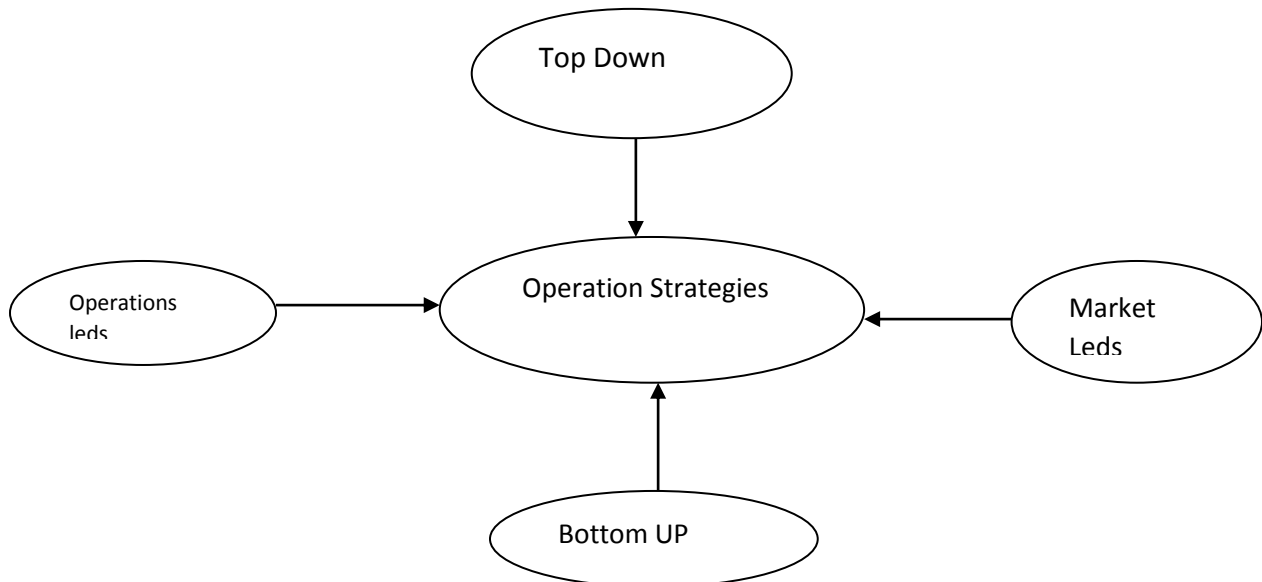 Top Down
Operation Strategies
Operations
leds
Market
Leds
Bottom UP